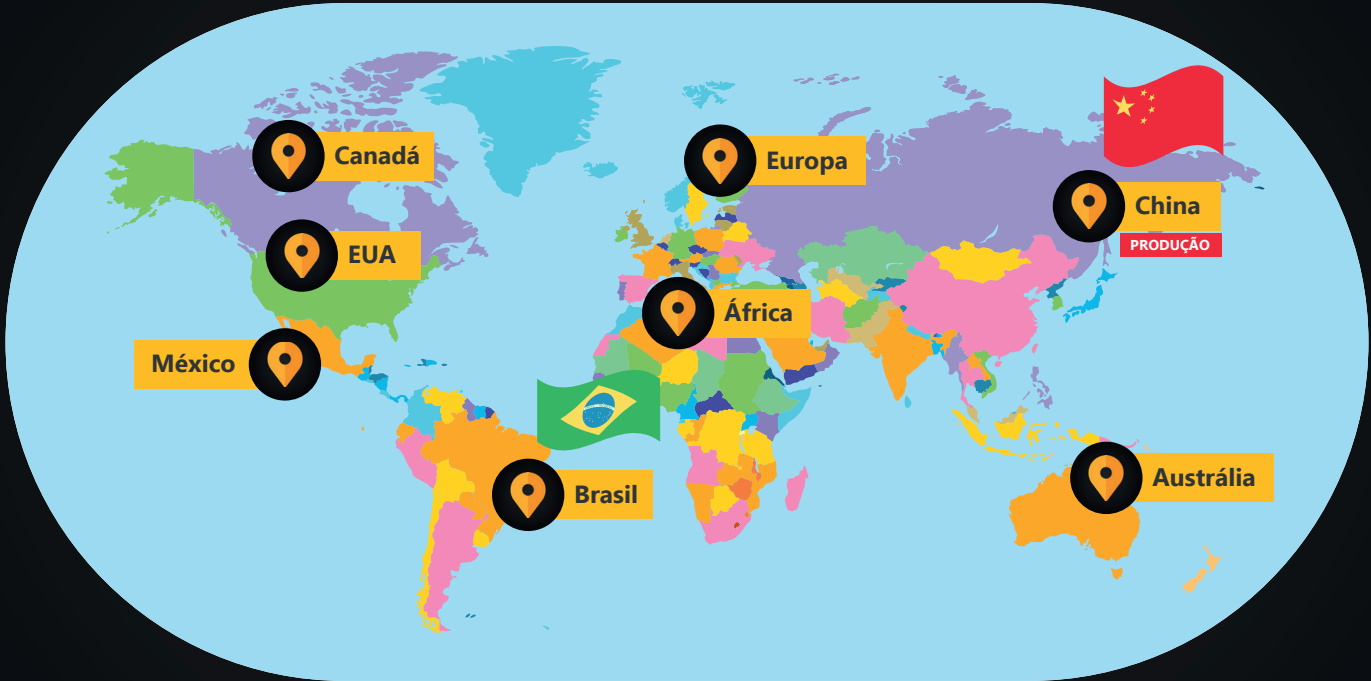 Canadá
Europa
China
PRODUÇÃO
EUA
África
México
Brasil
Austrália